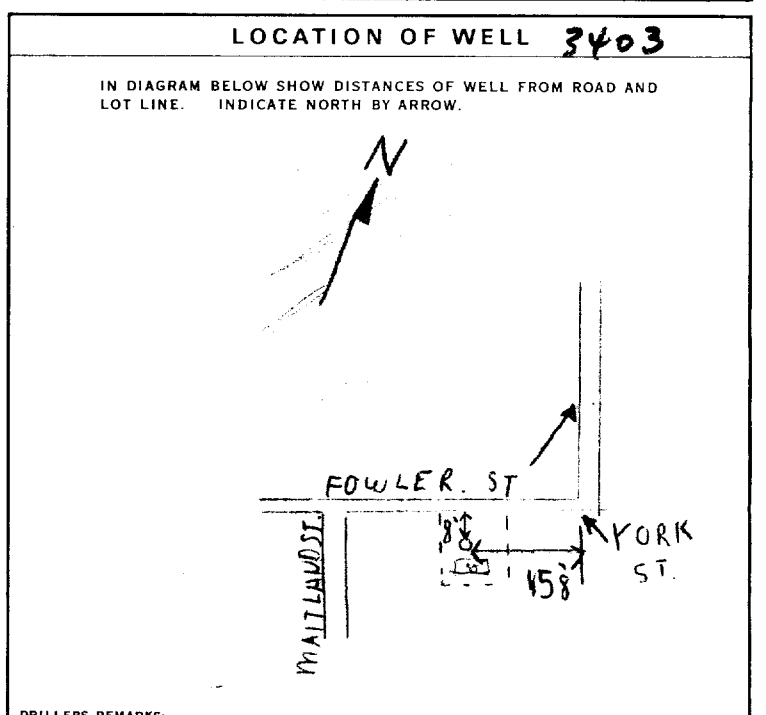 LOCATION OF WELL 3403
IN DIAGRAM BELOW SHOW DISTANCES OF WELL FROM ROAD AND
LOT LINE. INDICATE NORTH BY ARROW.
N
FOWLER. ST
MAITLAND ST.
8'
158'
YORK
ST.
DRILLERS REMARKS: